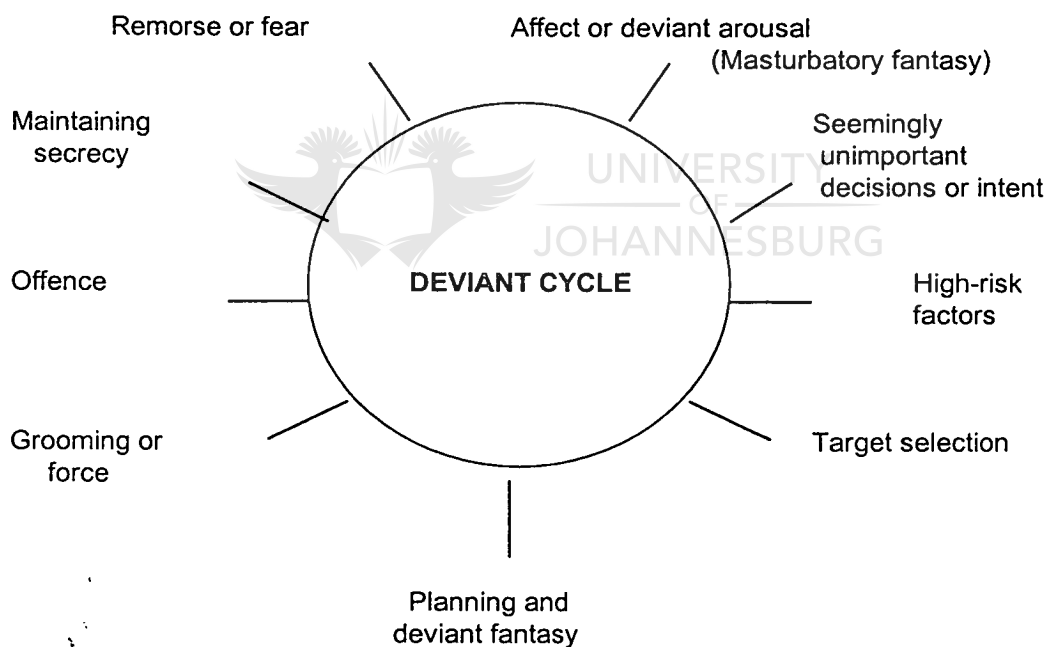 Remorse or fear
Affect or deviant arousal
(Masturbatory fantasy)
Maintaining
secrecy
Seemingly
unimportant
decisions or intent
UNIVERSITY
OF
JOHANNESBURG
Offence
DEVIANT CYCLE
High-risk
factors
Grooming or
force
Target selection
Planning and
deviant fantasy